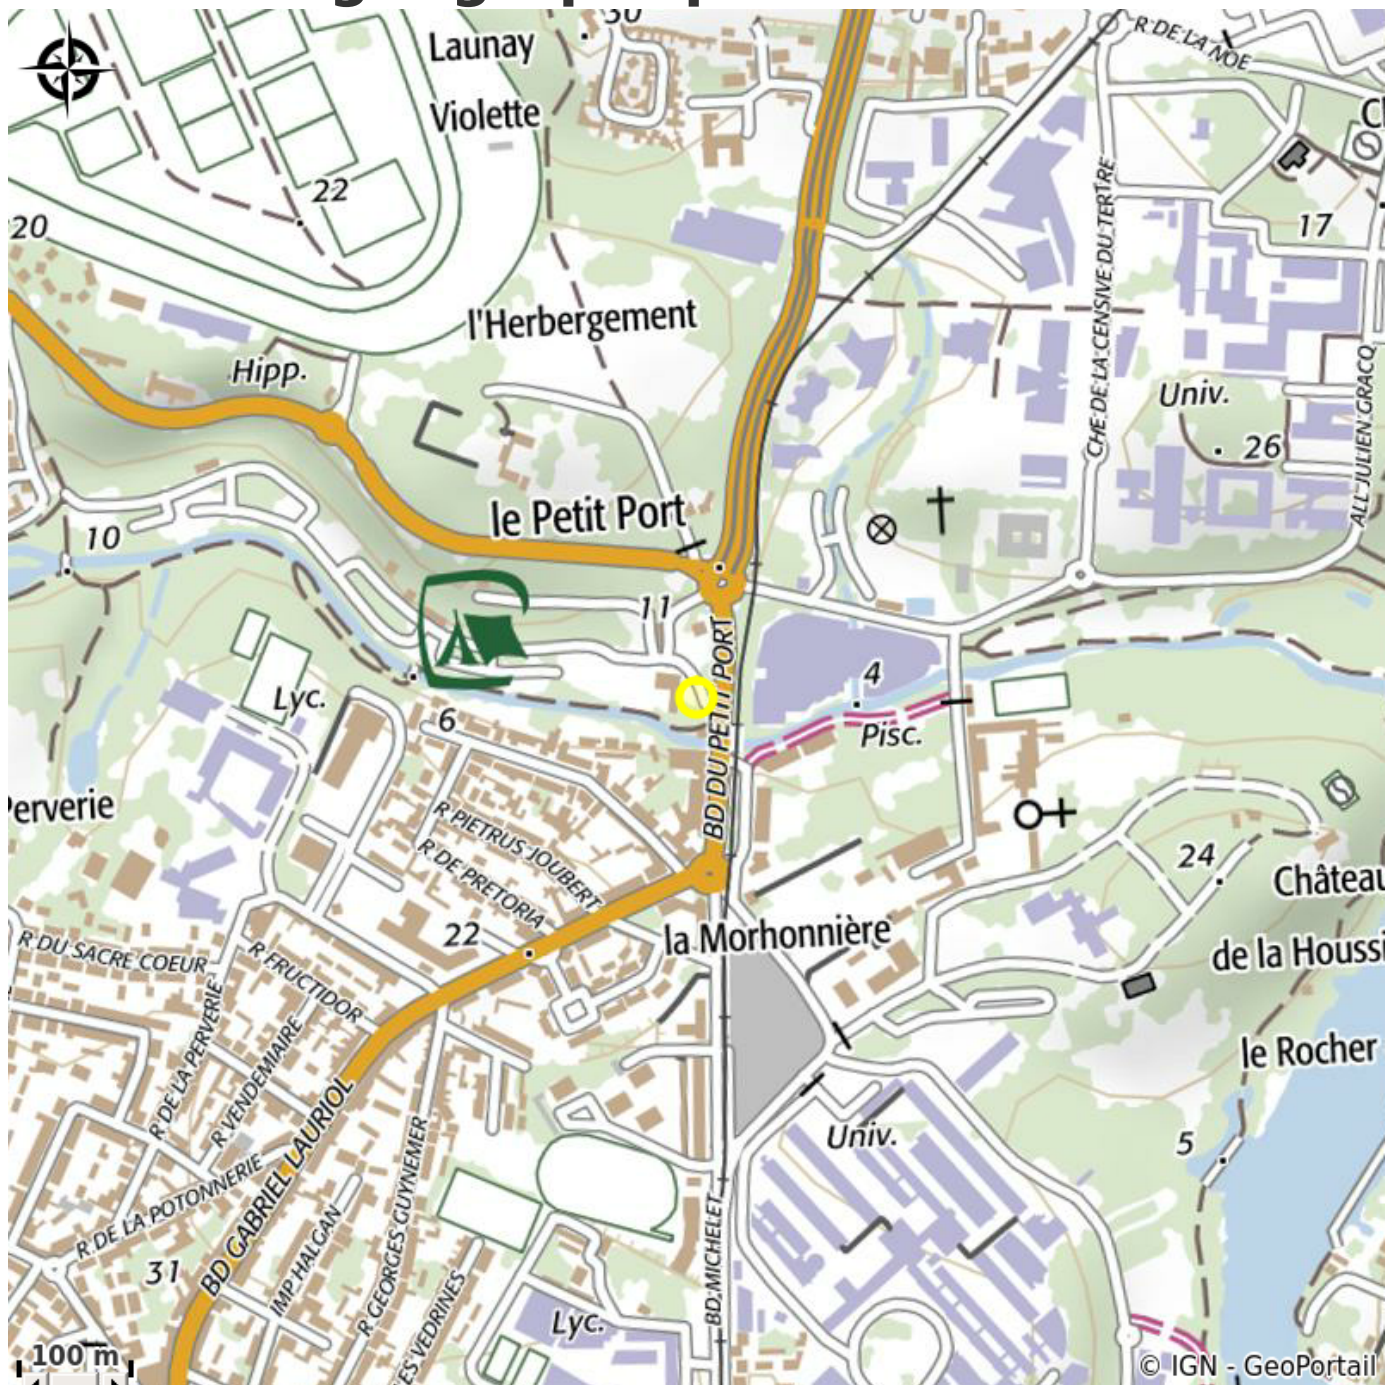 30
Launay
Violette
R DE LA NOE
22
20
17
l'Herbergement
CHE DE LA CENSIVE DU TERTRE
Hipp.
Univ.
26
ALL JULIEN GRACQ
le Petit Port
10
11
BD DU PETIT PORT
4
Lyc.
6
Pisc.
Perverie
R PIETRUS JOUBERT
R DE PRETORIA
24
Château
de la Houssi
22
la Morhonnière
R DU SACRE COEUR
R FRUCTIDOR
R DE LA PERVERIE
R VENDEMIAIRE
le Rocher
5
Univ.
BD GABRIEL LAURIOL
R DE LA POTONNERIE
IMP HALGAN
R GEORGES GUYNEMER
31
ES VEDRINES
BD MICHELET
Lyc.
100 m
© IGN - GeoPortail